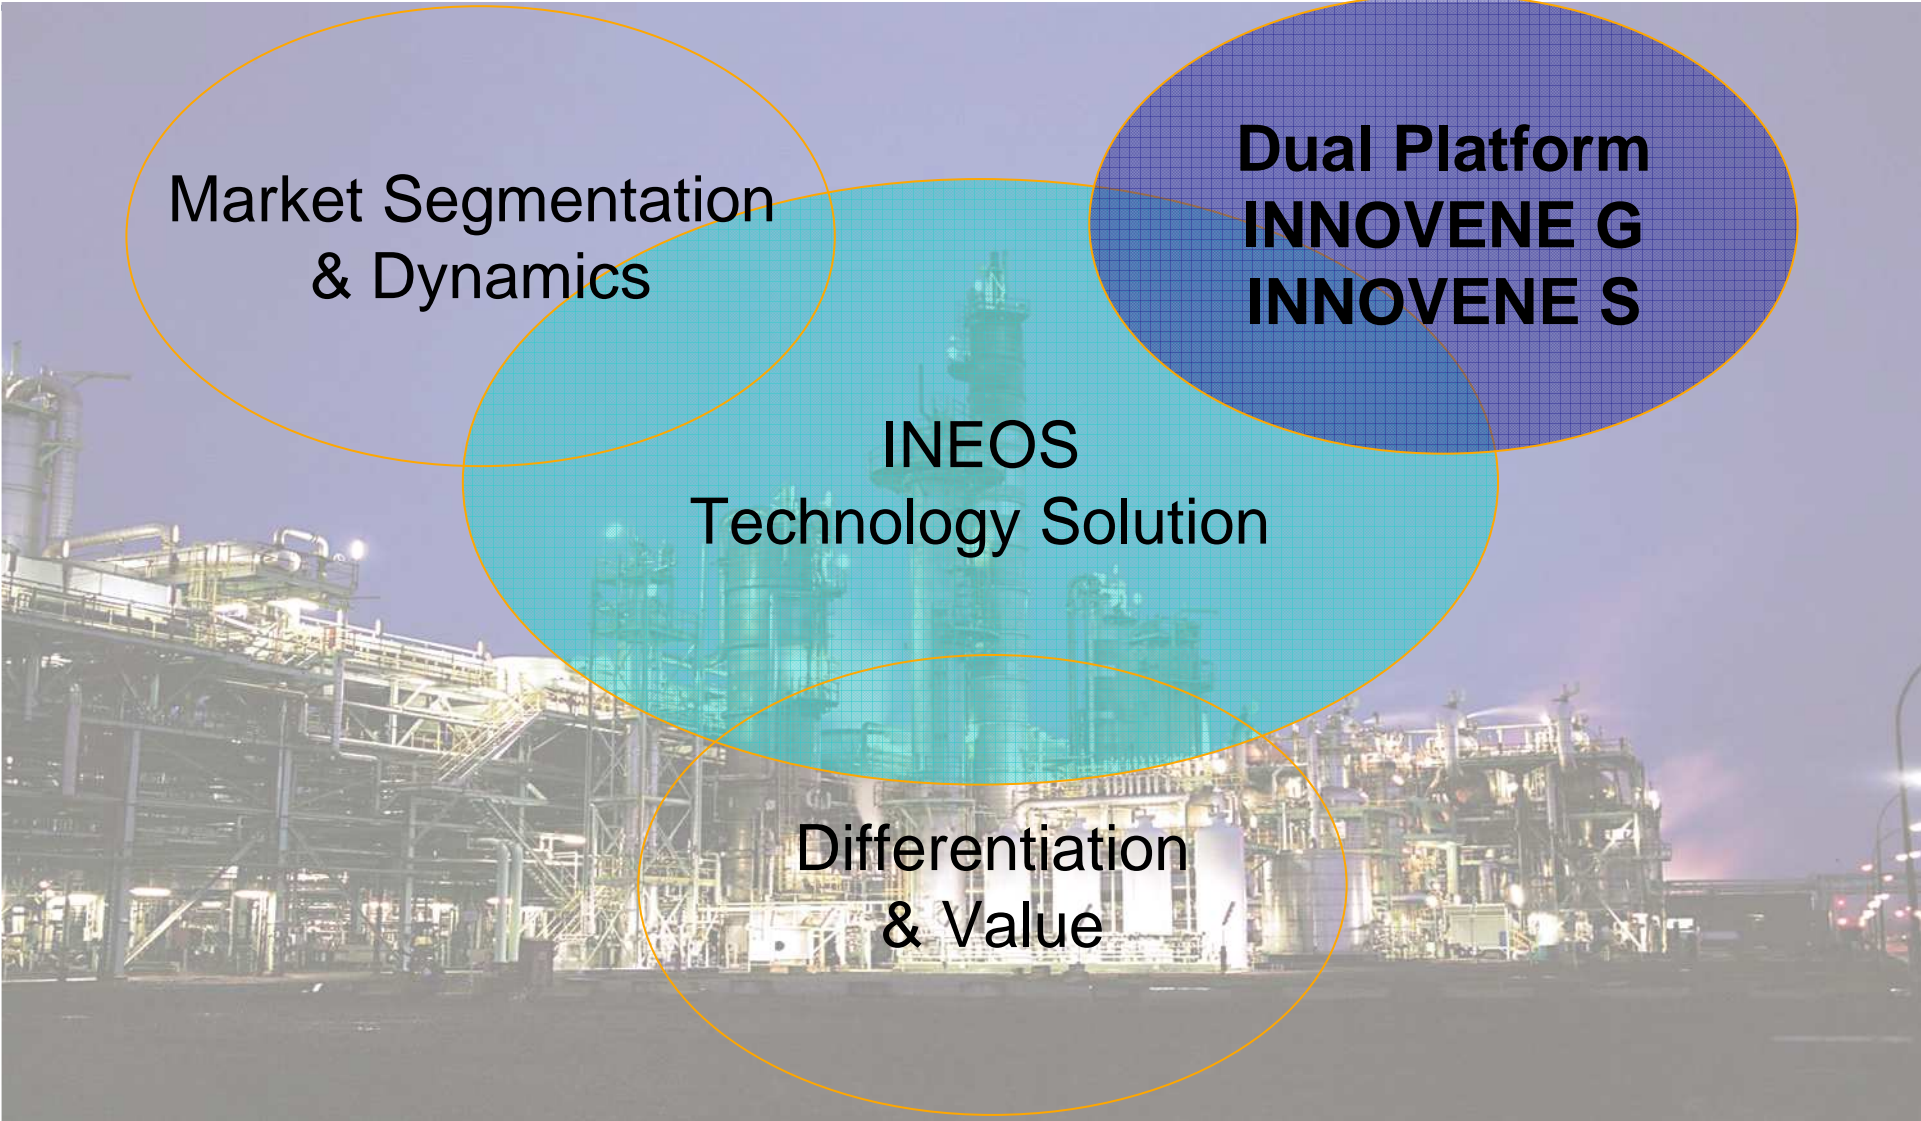 Market Segmentation
& Dynamics
Dual Platform
INNOVENE G
INNOVENE S
INEOS
Technology Solution
Differentiation
& Value